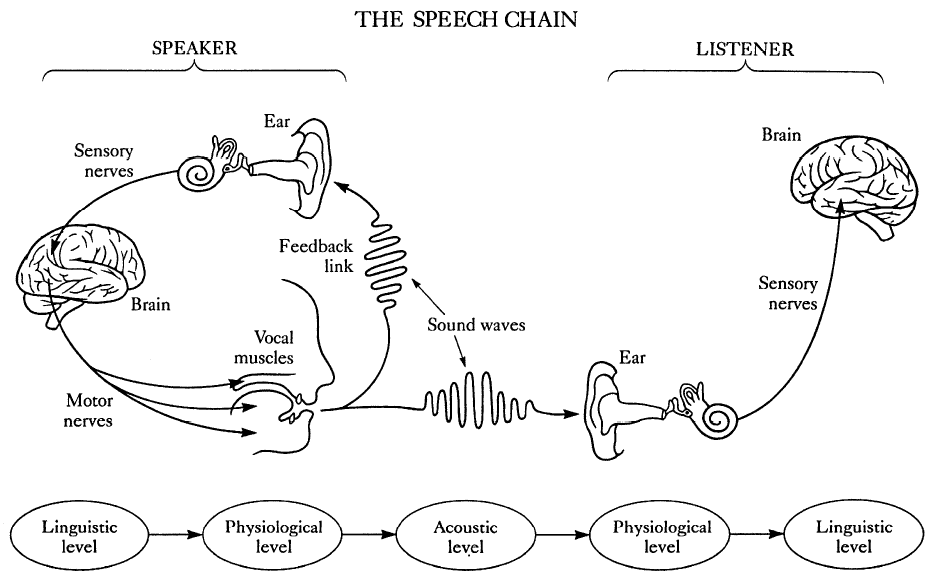 THE SPEECH CHAIN
SPEAKER
LISTENER
Ear
Sensory
nerves
Brain
Feedback
link
Brain
Sensory
nerves
Sound waves
Vocal
muscles
Ear
Motor
nerves
Linguistic
level
Physiological
level
Acoustic
level
Physiological
level
Linguistic
level